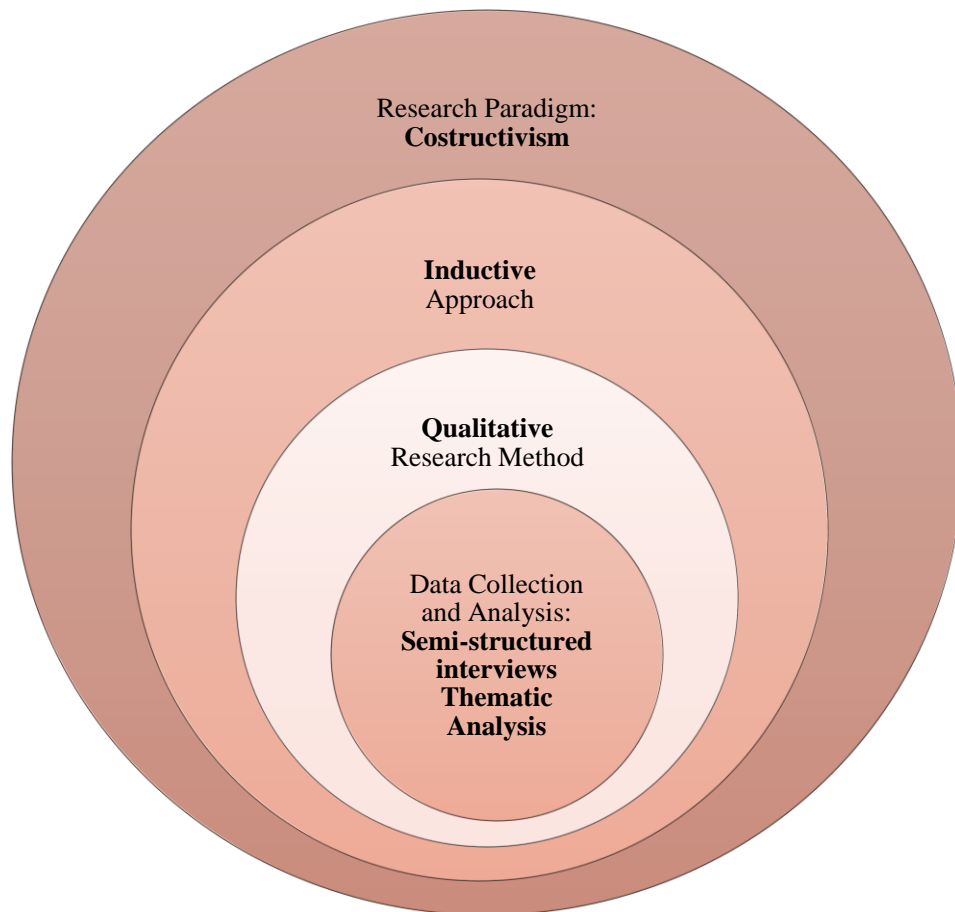 Research Paradigm:
Costructivism
Inductive
Approach
Qualitative
Research Method
Data Collection
and Analysis:
Semi-structured
interviews
Thematic
Analysis